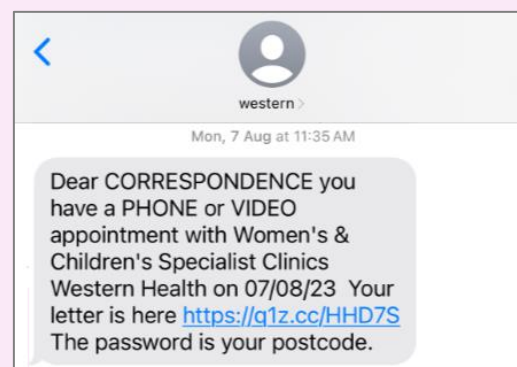 western
Mon, 7 Aug at 11:35 AM
Dear CORRESPONDENCE you
have a PHONE or VIDEO
appointment with Women's &
Children's Specialist Clinics
Western Health on 07/08/23  Your
letter is here https://q1z.cc/HHD7S
The password is your postcode.